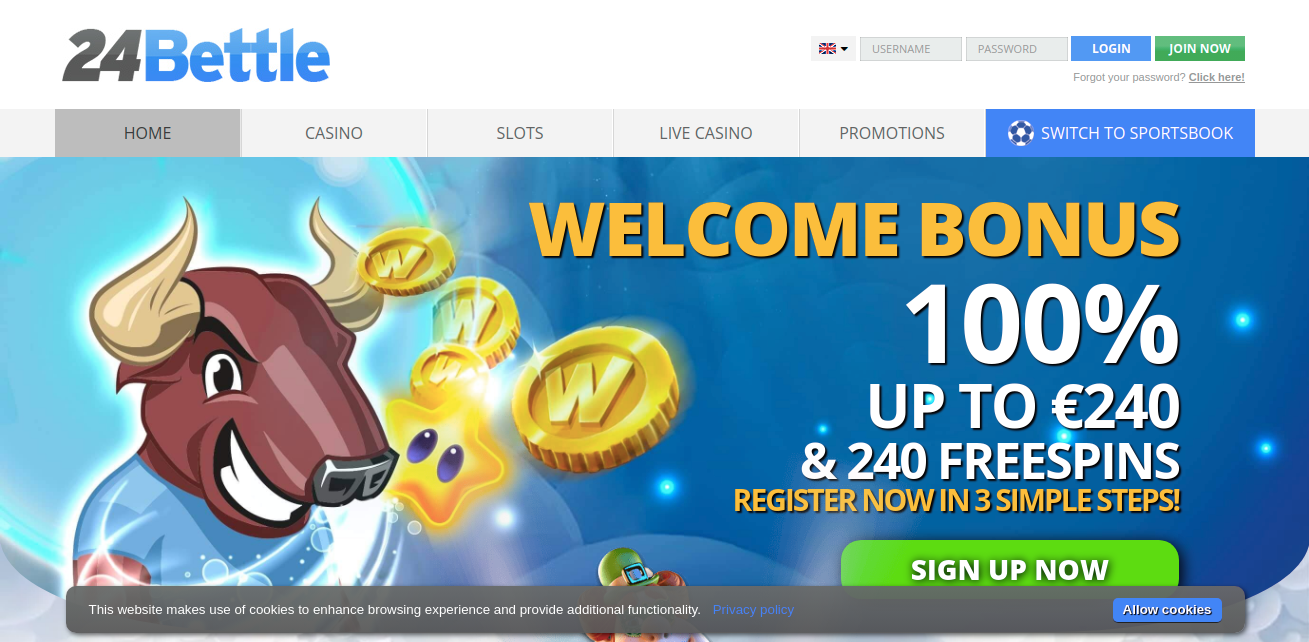 24Bettle
USERNAME
PASSWORD
LOGIN
JOIN NOW
Forgot your password? Click here!
HOME
CASINO
SLOTS
LIVE CASINO
PROMOTIONS
SWITCH TO SPORTSBOOK
WELCOME BONUS
100%
UP TO €240
& 240 FREESPINS
REGISTER NOW IN 3 SIMPLE STEPS!
W
W
W
SIGN UP NOW
This website makes use of cookies to enhance browsing experience and provide additional functionality. Privacy policy
Allow cookies